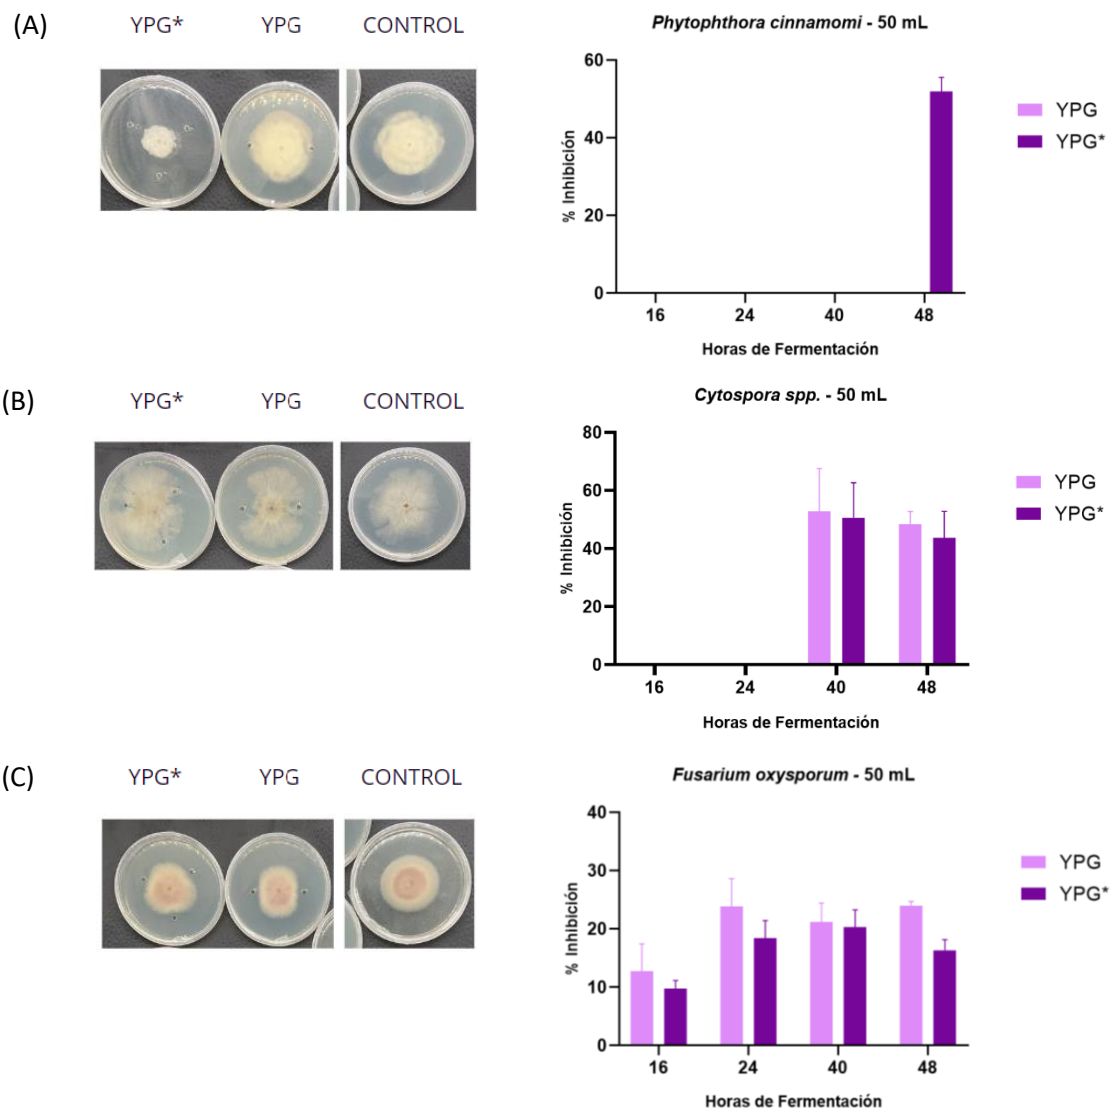 (A)
YPG* YPG CONTROL
Phytophthora cinnamomi - 50 mL
60
40
20
0
% Inhibición
16 24 40 48
Horas de Fermentación
YPG
YPG*
(B)
YPG* YPG CONTROL
Cytospora spp. - 50 mL
80
60
40
20
0
% Inhibición
16 24 40 48
Horas de Fermentación
YPG
YPG*
(C)
YPG* YPG CONTROL
Fusarium oxysporum - 50 mL
40
30
20
10
0
% Inhibición
16 24 40 48
Horas de Fermentación
YPG
YPG*